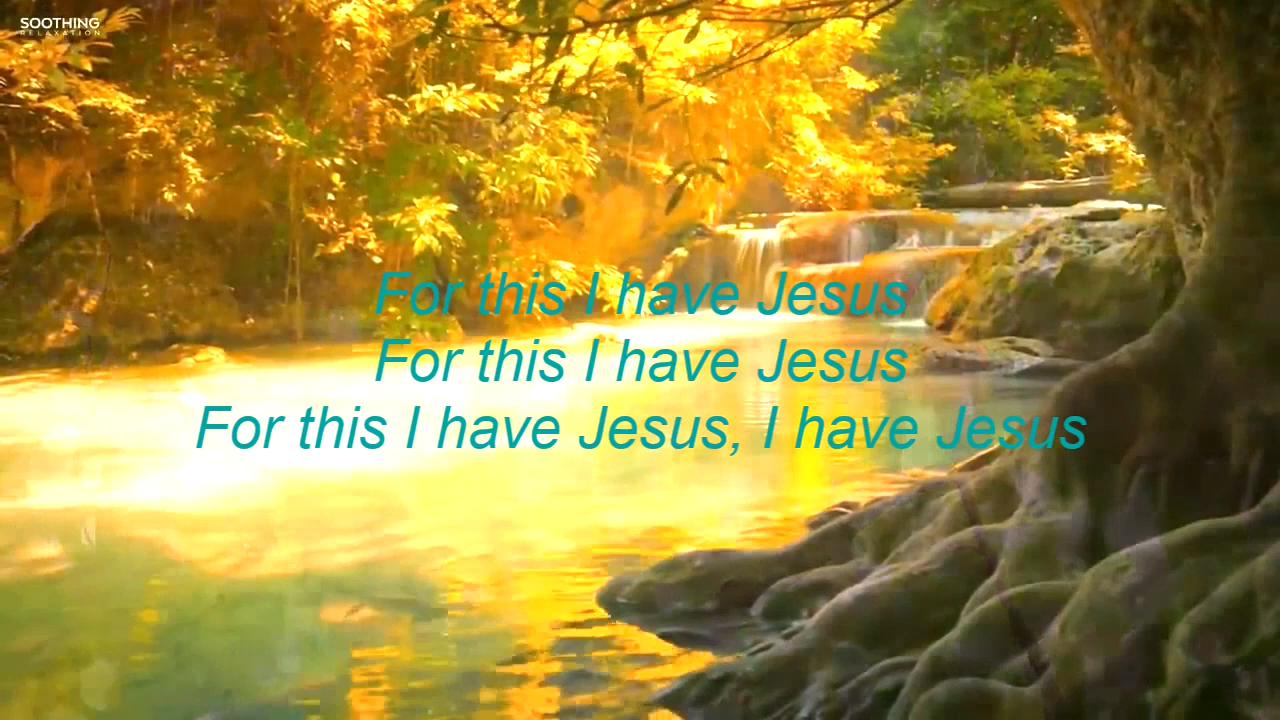 SOOTHING
RELAXATION
For this I have Jesus
For this I have Jesus
For this I have Jesus, I have Jesus